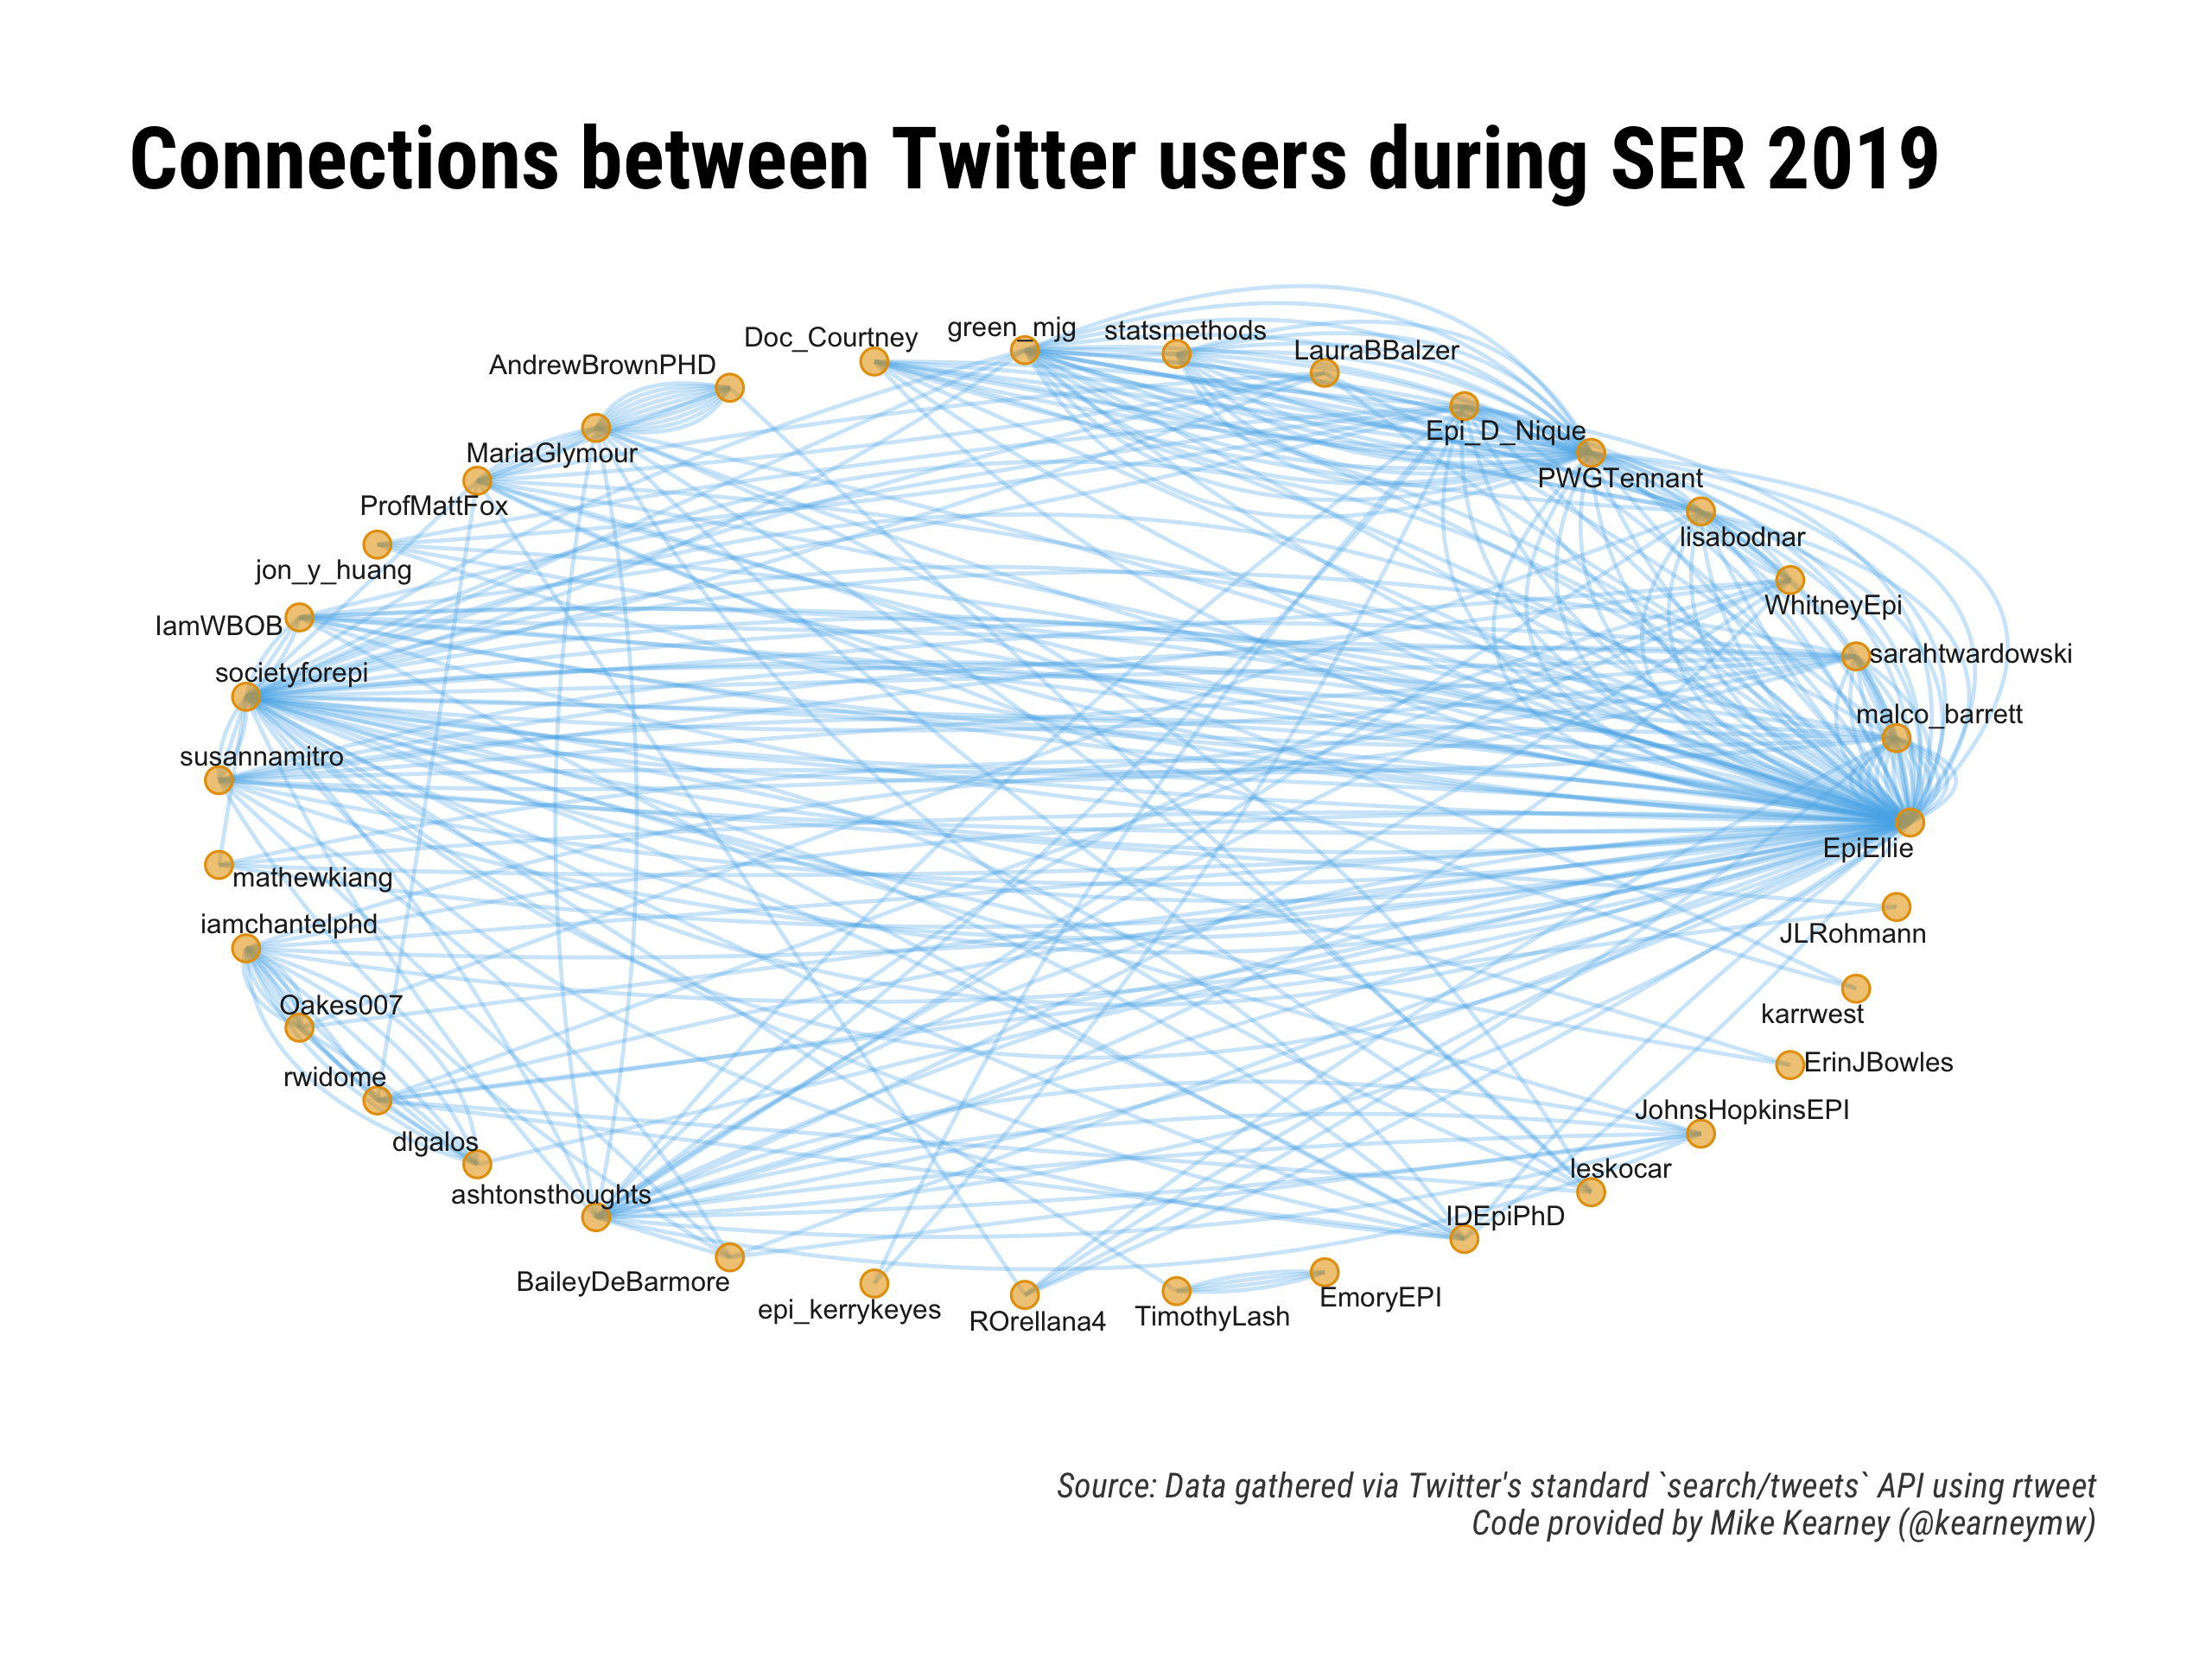 Connections between Twitter users during SER 2019
green_mjg
statsmethods
Doc_Courtney
LauraBBalzer
AndrewBrownPHD
Epi_D_Nique
MariaGlymour
PWGTennant
ProfMattFox
lisabodnar
jon_y_huang
WhitneyEpi
IamWBOB
sarahtwardowski
societyforepi
malco_barrett
susannamitro
EpiEllie
mathewkiang
iamchantelphd
JLRohmann
Oakes007
karrwest
rwidome
ErinJBowles
JohnsHopkinsEPI
dlgalos
leskocar
ashtonsthoughts
IDEpiPhD
BaileyDeBarmore
EmoryEPI
epi_kerrykeyes
TimothyLash
ROrellana4
Source: Data gathered via Twitter's standard `search/tweets` API using rtweet
Code provided by Mike Kearney (@kearneymw)